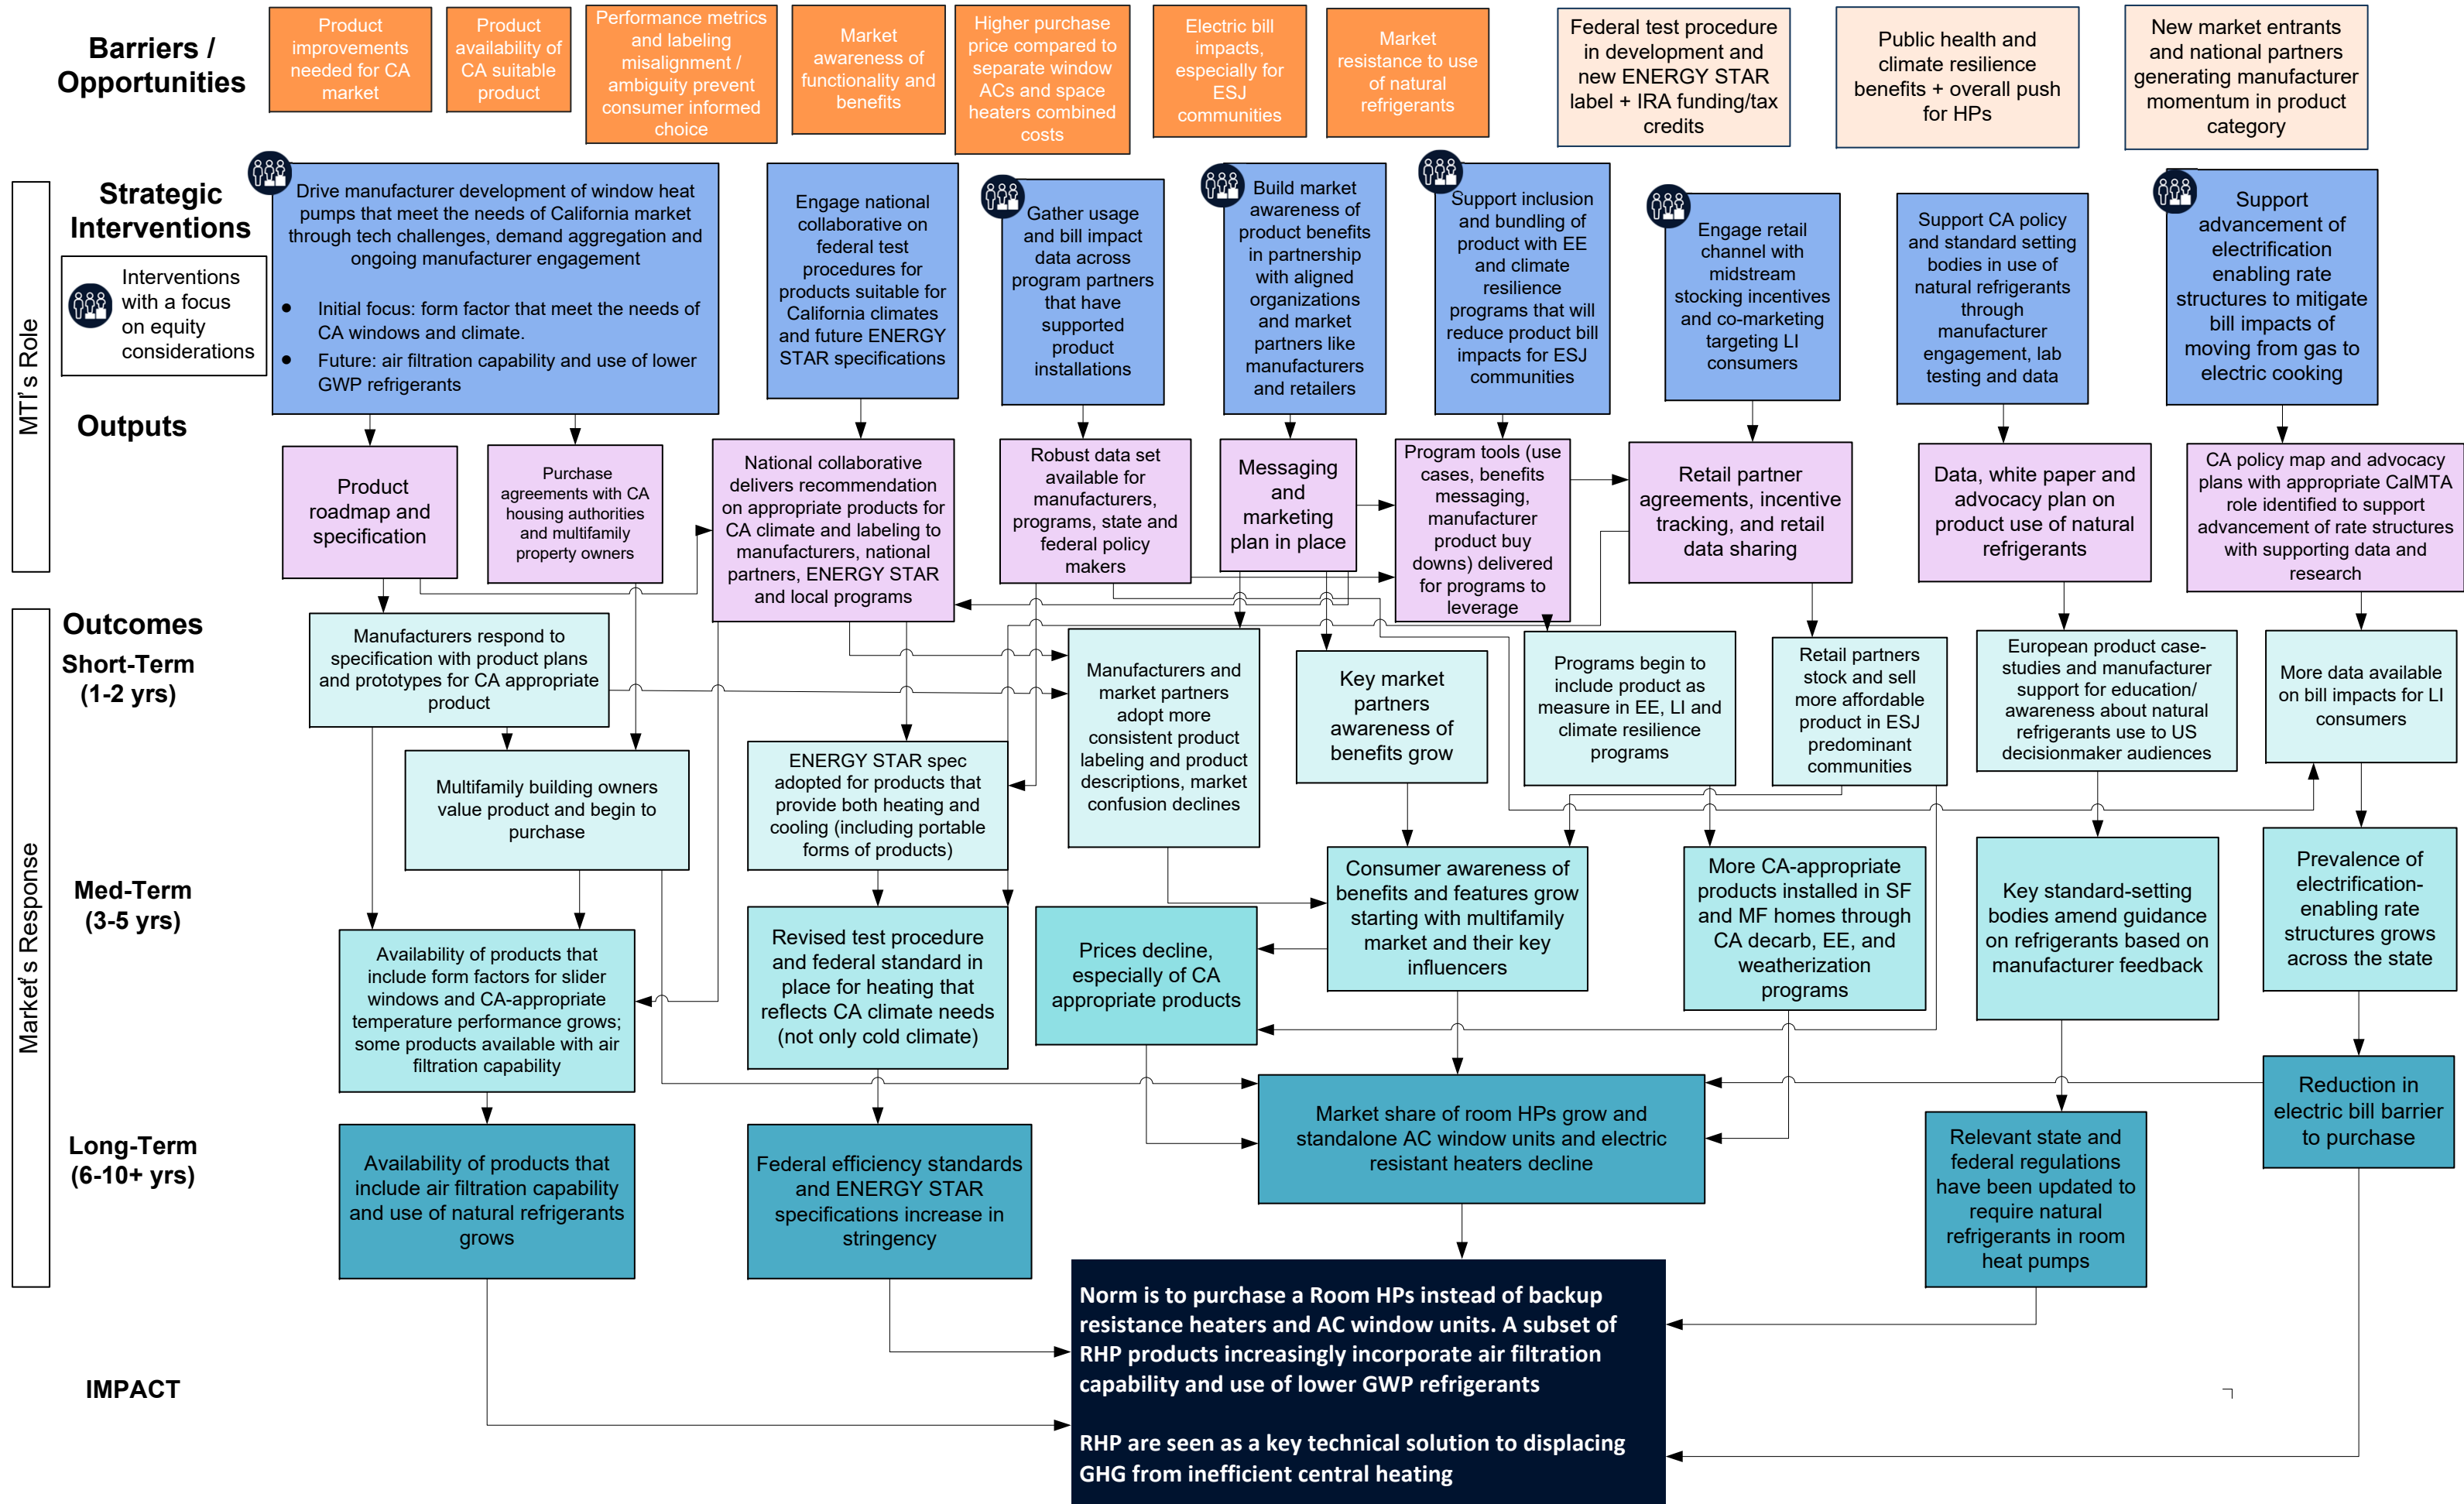 Barriers /
Opportunities
Product
improvements
needed for CA
market
Product
availability of
CA suitable
product
Performance metrics
and labeling
misalignment /
ambiguity prevent
consumer informed
choice
Market
awareness of
functionality and
benefits
Higher purchase
price compared to
separate window
ACs and space
heaters combined
costs
Electric bill
impacts,
especially for
ESJ
communities
Market
resistance to use
of natural
refrigerants
Federal test procedure
in development and
new ENERGY STAR
label + IRA funding/tax
credits
Public health and
climate resilience
benefits + overall push
for HPs
New market entrants
and national partners
generating manufacturer
momentum in product
category
MTI's Role
Strategic
Interventions
Interventions
with a focus
on equity
considerations
Drive manufacturer development of window heat
pumps that meet the needs of California market
through tech challenges, demand aggregation and
ongoing manufacturer engagement
● Initial focus: form factor that meet the needs of
CA windows and climate.
● Future: air filtration capability and use of lower
GWP refrigerants
Engage national
collaborative on
federal test
procedures for
products suitable for
California climates
and future ENERGY
STAR specifications
Gather usage
and bill impact
data across
program partners
that have
supported
product
installations
Build market
awareness of
product benefits
in partnership
with aligned
organizations
and market
partners like
manufacturers
and retailers
Support inclusion
and bundling of
product with EE
and climate
resilience
programs that will
reduce product bill
impacts for ESJ
communities
Engage retail
channel with
midstream
stocking incentives
and co-marketing
targeting LI
consumers
Support CA policy
and standard setting
bodies in use of
natural refrigerants
through
manufacturer
engagement, lab
testing and data
Support
advancement of
electrification
enabling rate
structures to mitigate
bill impacts of
moving from gas to
electric cooking
Outputs
Product
roadmap and
specification
Purchase
agreements with CA
housing authorities
and multifamily
property owners
National collaborative
delivers recommendation
on appropriate products for
CA climate and labeling to
manufacturers, national
partners, ENERGY STAR
and local programs
Robust data set
available for
manufacturers,
programs, state and
federal policy
makers
Messaging
and
marketing
plan in place
Program tools (use
cases, benefits
messaging,
manufacturer
product buy
downs) delivered
for programs to
leverage
Retail partner
agreements, incentive
tracking, and retail
data sharing
Data, white paper and
advocacy plan on
product use of natural
refrigerants
CA policy map and advocacy
plans with appropriate CalMTA
role identified to support
advancement of rate structures
with supporting data and
research
Market's Response
Outcomes
Short-Term
(1-2 yrs)
Manufacturers respond to
specification with product plans
and prototypes for CA appropriate
product
Multifamily building owners
value product and begin to
purchase
ENERGY STAR spec
adopted for products that
provide both heating and
cooling (including portable
forms of products)
Manufacturers and
market partners
adopt more
consistent product
labeling and product
descriptions, market
confusion declines
Key market
partners
awareness of
benefits grow
Programs begin to
include product as
measure in EE, LI and
climate resilience
programs
Retail partners
stock and sell
more affordable
product in ESJ
predominant
communities
European product case-
studies and manufacturer
support for education/
awareness about natural
refrigerants use to US
decisionmaker audiences
More data available
on bill impacts for LI
consumers
Med-Term
(3-5 yrs)
Availability of products that
include form factors for slider
windows and CA-appropriate
temperature performance grows;
some products available with air
filtration capability
Revised test procedure
and federal standard in
place for heating that
reflects CA climate needs
(not only cold climate)
Prices decline,
especially of CA
appropriate products
Consumer awareness of
benefits and features grow
starting with multifamily
market and their key
influencers
More CA-appropriate
products installed in SF
and MF homes through
CA decarb, EE, and
weatherization
programs
Key standard-setting
bodies amend guidance
on refrigerants based on
manufacturer feedback
Prevalence of
electrification-
enabling rate
structures grows
across the state
Long-Term
(6-10+ yrs)
Availability of products that
include air filtration capability
and use of natural refrigerants
grows
Federal efficiency standards
and ENERGY STAR
specifications increase in
stringency
Market share of room HPs grow and
standalone AC window units and electric
resistant heaters decline
Relevant state and
federal regulations
have been updated to
require natural
refrigerants in room
heat pumps
Reduction in
electric bill barrier
to purchase
IMPACT
Norm is to purchase a Room HPs instead of backup
resistance heaters and AC window units. A subset of
RHP products increasingly incorporate air filtration
capability and use of lower GWP refrigerants
RHP are seen as a key technical solution to displacing
GHG from inefficient central heating